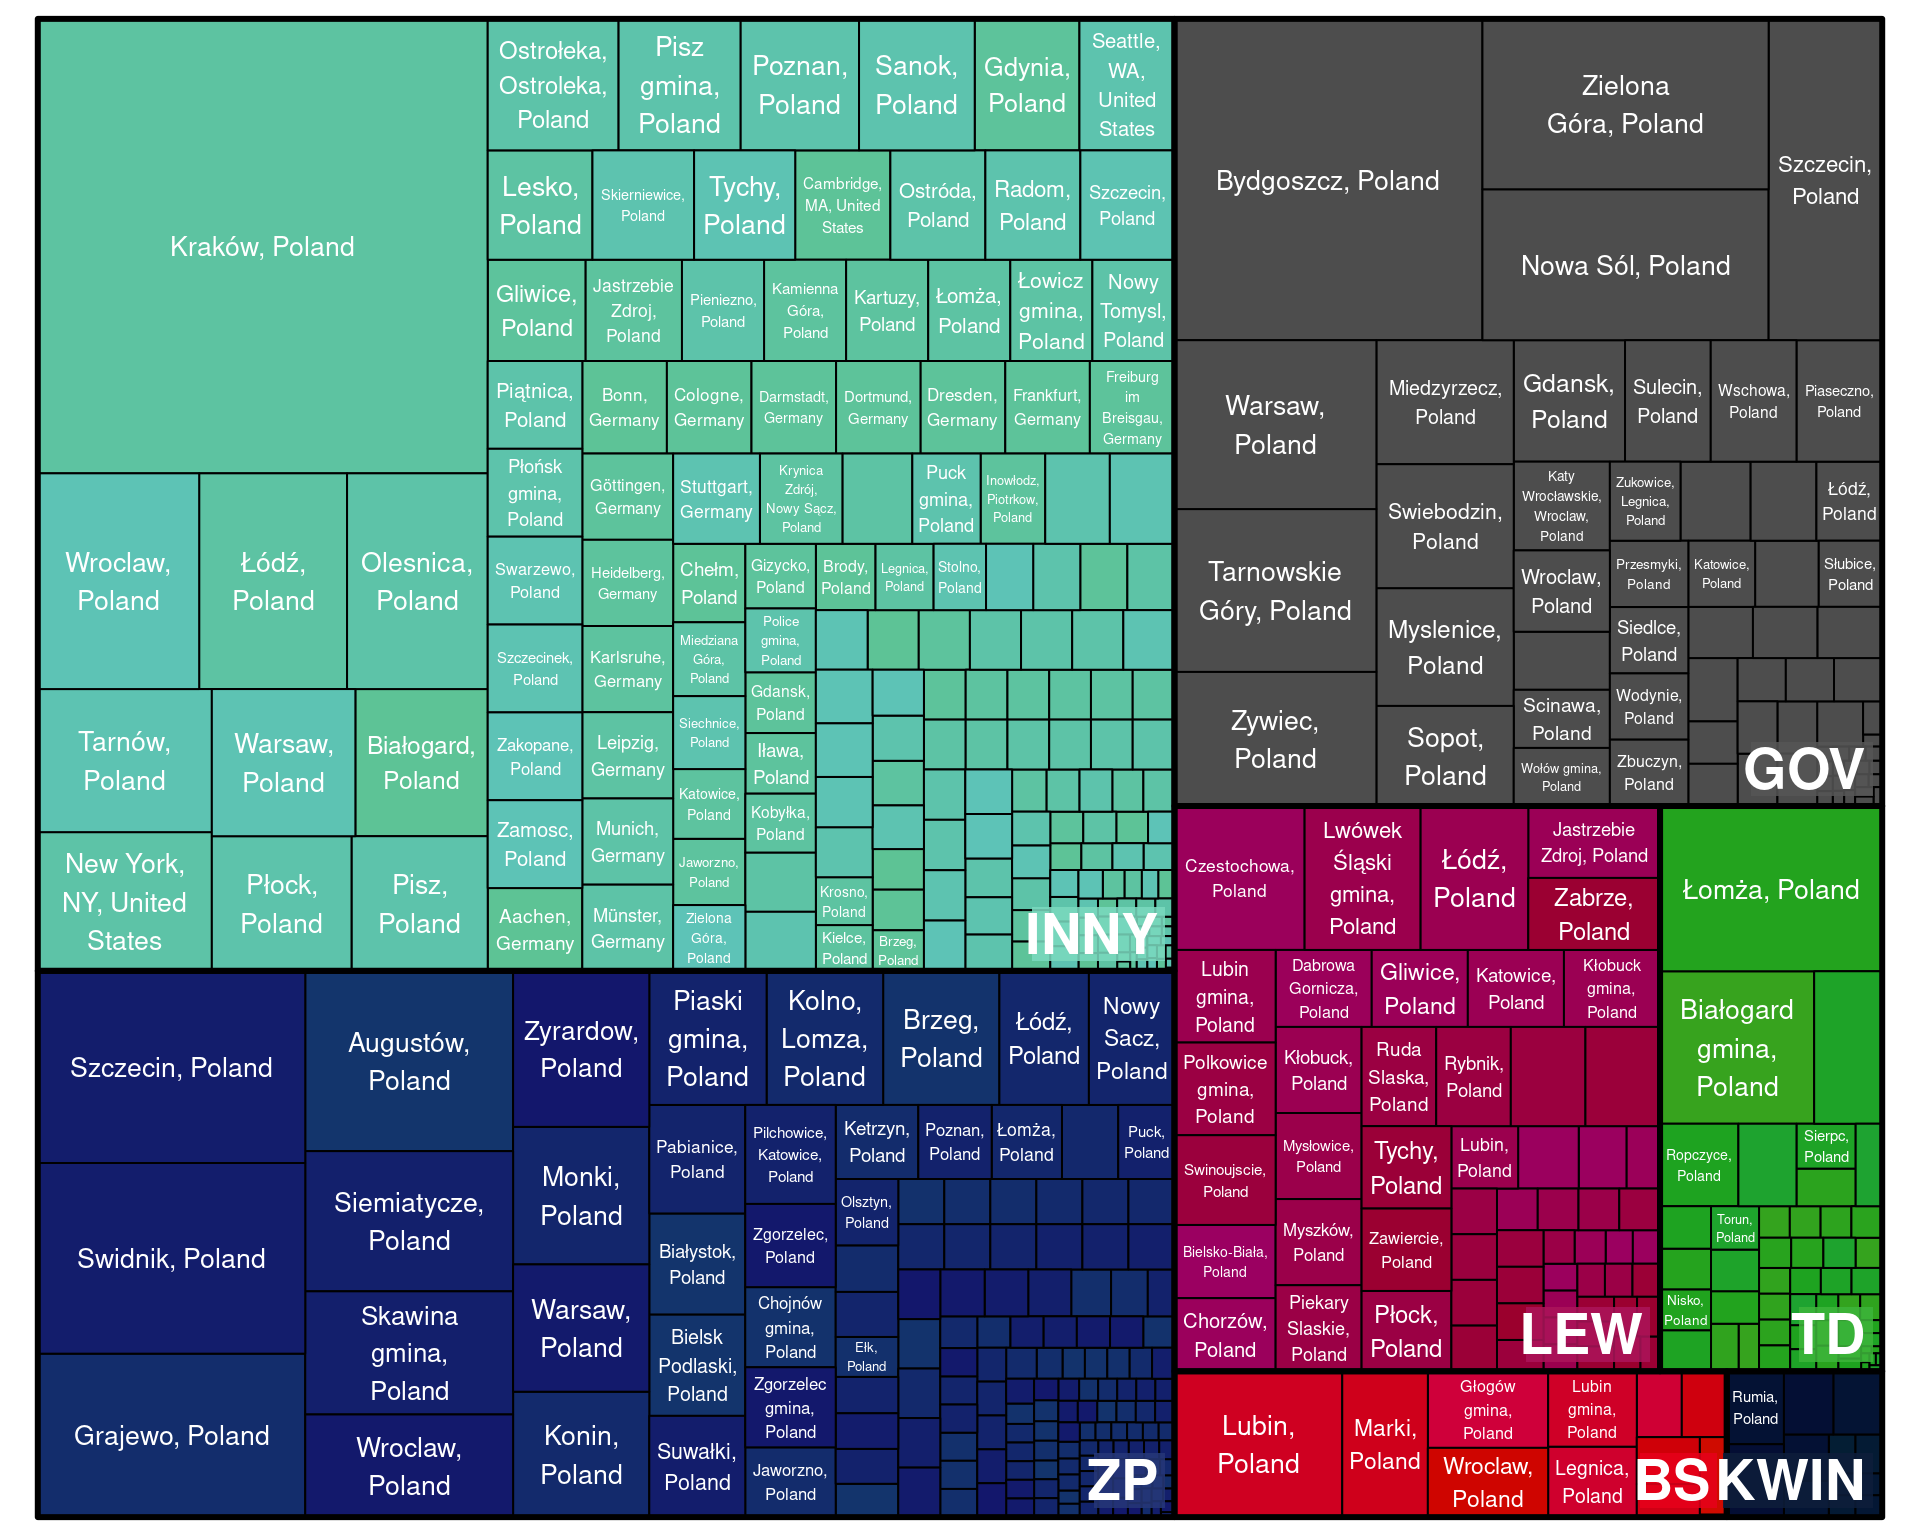 Kraków, Poland
Wroclaw,
Poland
Łódź,
Poland
Olesnica,
Poland
Tarnów,
Poland
Warsaw,
Poland
Białogard,
Poland
New York,
NY, United
States
Płock,
Poland
Pisz,
Poland
Ostrołeka,
Ostroleka,
Poland
Pisz
gmina,
Poland
Poznan,
Poland
Sanok,
Poland
Gdynia,
Poland
Seattle,
WA,
United
States
Lesko,
Poland
Skierniewice,
Poland
Tychy,
Poland
Cambridge,
MA, United
States
Ostróda,
Poland
Radom,
Poland
Szczecin,
Poland
Gliwice,
Poland
Jastrzebie
Zdroj,
Poland
Pieniezno,
Poland
Kamienna
Góra,
Poland
Kartuzy,
Poland
Łomża,
Poland
Łowicz
gmina,
Poland
Nowy
Tomysl,
Poland
Piątnica,
Poland
Bonn,
Germany
Cologne,
Germany
Darmstadt,
Germany
Dortmund,
Germany
Dresden,
Germany
Frankfurt,
Germany
Freiburg
im
Breisgau,
Germany
Płońsk
gmina,
Poland
Göttingen,
Germany
Stuttgart,
Germany
Krynica
Zdrój,
Nowy Sącz,
Poland
Puck
gmina,
Poland
Inowłodz,
Piotrkow,
Poland
Swarzewo,
Poland
Heidelberg,
Germany
Chełm,
Poland
Gizycko,
Poland
Brody,
Poland
Legnica,
Poland
Stolno,
Poland
Szczecinek,
Poland
Karlsruhe,
Germany
Miedziana
Góra,
Poland
Police
gmina,
Poland
Zakopane,
Poland
Leipzig,
Germany
Siechnice,
Poland
Gdansk,
Poland
Iława,
Poland
Zamosc,
Poland
Munich,
Germany
Katowice,
Poland
Kobyłka,
Poland
Jaworzno,
Poland
Aachen,
Germany
Münster,
Germany
Zielona
Góra,
Poland
Krosno,
Poland
Kielce,
Poland
Brzeg,
Poland
INNY
Bydgoszcz, Poland
Zielona
Góra, Poland
Nowa Sól, Poland
Szczecin,
Poland
Warsaw,
Poland
Tarnowskie
Góry, Poland
Zywiec,
Poland
Miedzyrzecz,
Poland
Swiebodzin,
Poland
Myslenice,
Poland
Sopot,
Poland
Gdansk,
Poland
Sulecin,
Poland
Wschowa,
Poland
Piaseczno,
Poland
Katy
Wrocławskie,
Wroclaw,
Poland
Zukowice,
Legnica,
Poland
Łódź,
Poland
Wroclaw,
Poland
Przesmyki,
Poland
Katowice,
Poland
Słubice,
Poland
Siedlce,
Poland
Scinawa,
Poland
Wodynie,
Poland
Wołów gmina,
Poland
Zbuczyn,
Poland
GOV
Szczecin, Poland
Swidnik, Poland
Grajewo, Poland
Augustów,
Poland
Siemiatycze,
Poland
Skawina
gmina,
Poland
Wroclaw,
Poland
Zyrardow,
Poland
Monki,
Poland
Warsaw,
Poland
Konin,
Poland
Piaski
gmina,
Poland
Kolno,
Lomza,
Poland
Brzeg,
Poland
Łódź,
Poland
Nowy
Sacz,
Poland
Pabianice,
Poland
Pilchowice,
Katowice,
Poland
Ketrzyn,
Poland
Poznan,
Poland
Łomża,
Poland
Puck,
Poland
Białystok,
Poland
Zgorzelec,
Poland
Olsztyn,
Poland
Bielsk
Podlaski,
Poland
Chojnów
gmina,
Poland
Ełk,
Poland
Suwałki,
Poland
Zgorzelec
gmina,
Poland
Jaworzno,
Poland
ZP
Czestochowa,
Poland
Lwówek
Śląski
gmina,
Poland
Łódź,
Poland
Jastrzebie
Zdroj, Poland
Zabrze,
Poland
Lubin
gmina,
Poland
Dabrowa
Gornicza,
Poland
Gliwice,
Poland
Katowice,
Poland
Kłobuck
gmina,
Poland
Polkowice
gmina,
Poland
Kłobuck,
Poland
Ruda
Slaska,
Poland
Rybnik,
Poland
Swinoujscie,
Poland
Mysłowice,
Poland
Tychy,
Poland
Lubin,
Poland
Bielsko-Biała,
Poland
Myszków,
Poland
Zawiercie,
Poland
Chorzów,
Poland
Piekary
Slaskie,
Poland
Płock,
Poland
LEW
Łomża, Poland
Białogard
gmina,
Poland
Ropczyce,
Poland
Sierpc,
Poland
Torun,
Poland
Nisko,
Poland
TD
Lubin,
Poland
Marki,
Poland
Głogów
gmina,
Poland
Lubin
gmina,
Poland
Wroclaw,
Poland
Legnica,
Poland
BS
Rumia,
Poland
KWIN